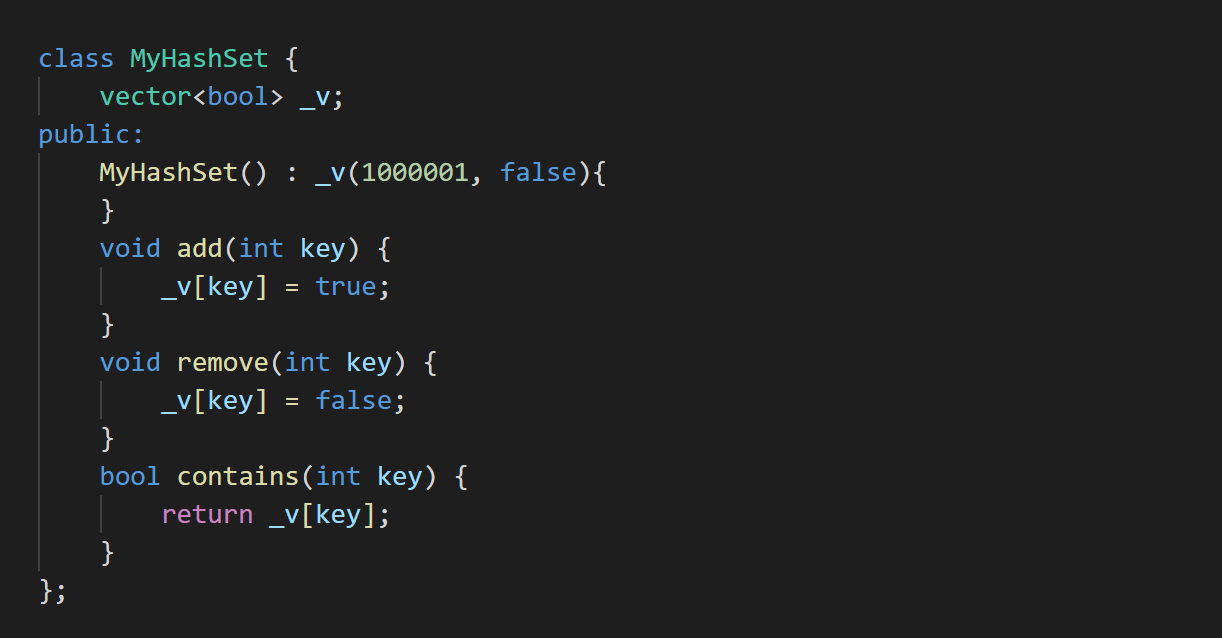 class MyHashSet {
    vector<bool> _v;
public:
    MyHashSet() : _v(1000001, false){
    }
    void add(int key) {
        _v[key] = true;
    }
    void remove(int key) {
        _v[key] = false;
    }
    bool contains(int key) {
        return _v[key];
    }
};